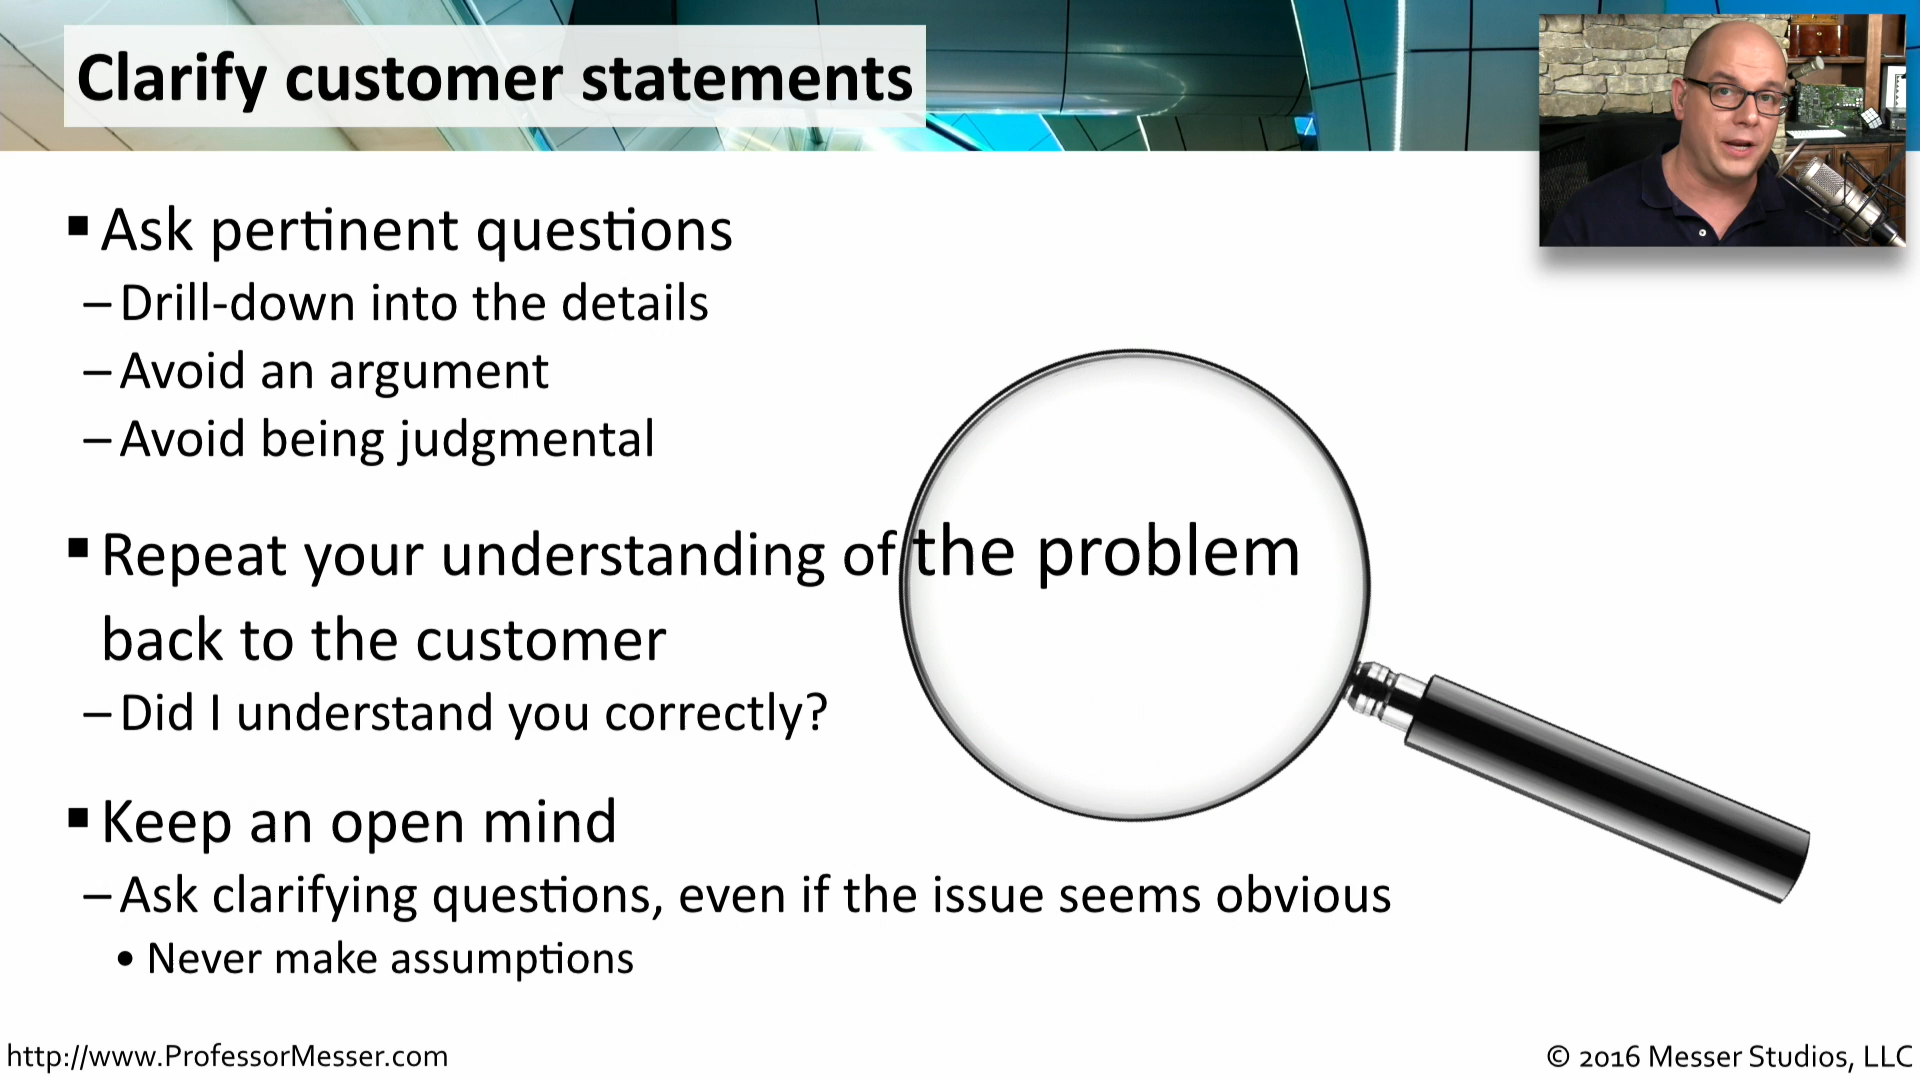 Clarify customer statements
▪ Ask pertinent questions
– Drill-down into the details
– Avoid an argument
– Avoid being judgmental
▪ Repeat your understanding of the problem
back to the customer
– Did I understand you correctly?
▪ Keep an open mind
– Ask clarifying questions, even if the issue seems obvious
• Never make assumptions
http://www.ProfessorMesser.com
© 2016 Messer Studios, LLC